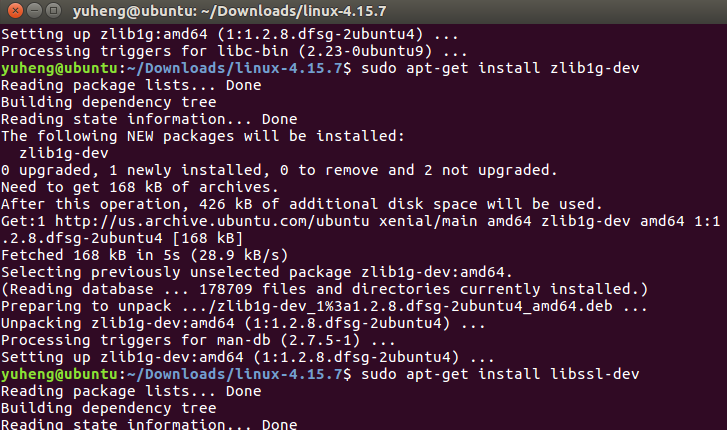 yuheng@ubuntu: ~/Downloads/linux-4.15.7
Setting up zlib1g:amd64 (1:1.2.8.dfsg-2ubuntu4) ...
Processing triggers for libc-bin (2.23-0ubuntu9) ...
yuheng@ubuntu:~/Downloads/linux-4.15.7$ sudo apt-get install zlib1g-dev
Reading package lists... Done
Building dependency tree
Reading state information... Done
The following NEW packages will be installed:
  zlib1g-dev
0 upgraded, 1 newly installed, 0 to remove and 2 not upgraded.
Need to get 168 kB of archives.
After this operation, 426 kB of additional disk space will be used.
Get:1 http://us.archive.ubuntu.com/ubuntu xenial/main amd64 zlib1g-dev amd64 1:1
.2.8.dfsg-2ubuntu4 [168 kB]
Fetched 168 kB in 5s (28.9 kB/s)
Selecting previously unselected package zlib1g-dev:amd64.
(Reading database ... 178709 files and directories currently installed.)
Preparing to unpack .../zlib1g-dev_1%3a1.2.8.dfsg-2ubuntu4_amd64.deb ...
Unpacking zlib1g-dev:amd64 (1:1.2.8.dfsg-2ubuntu4) ...
Processing triggers for man-db (2.7.5-1) ...
Setting up zlib1g-dev:amd64 (1:1.2.8.dfsg-2ubuntu4) ...
yuheng@ubuntu:~/Downloads/linux-4.15.7$ sudo apt-get install libssl-dev
Reading package lists... Done
Building dependency tree
Reading state information... Done